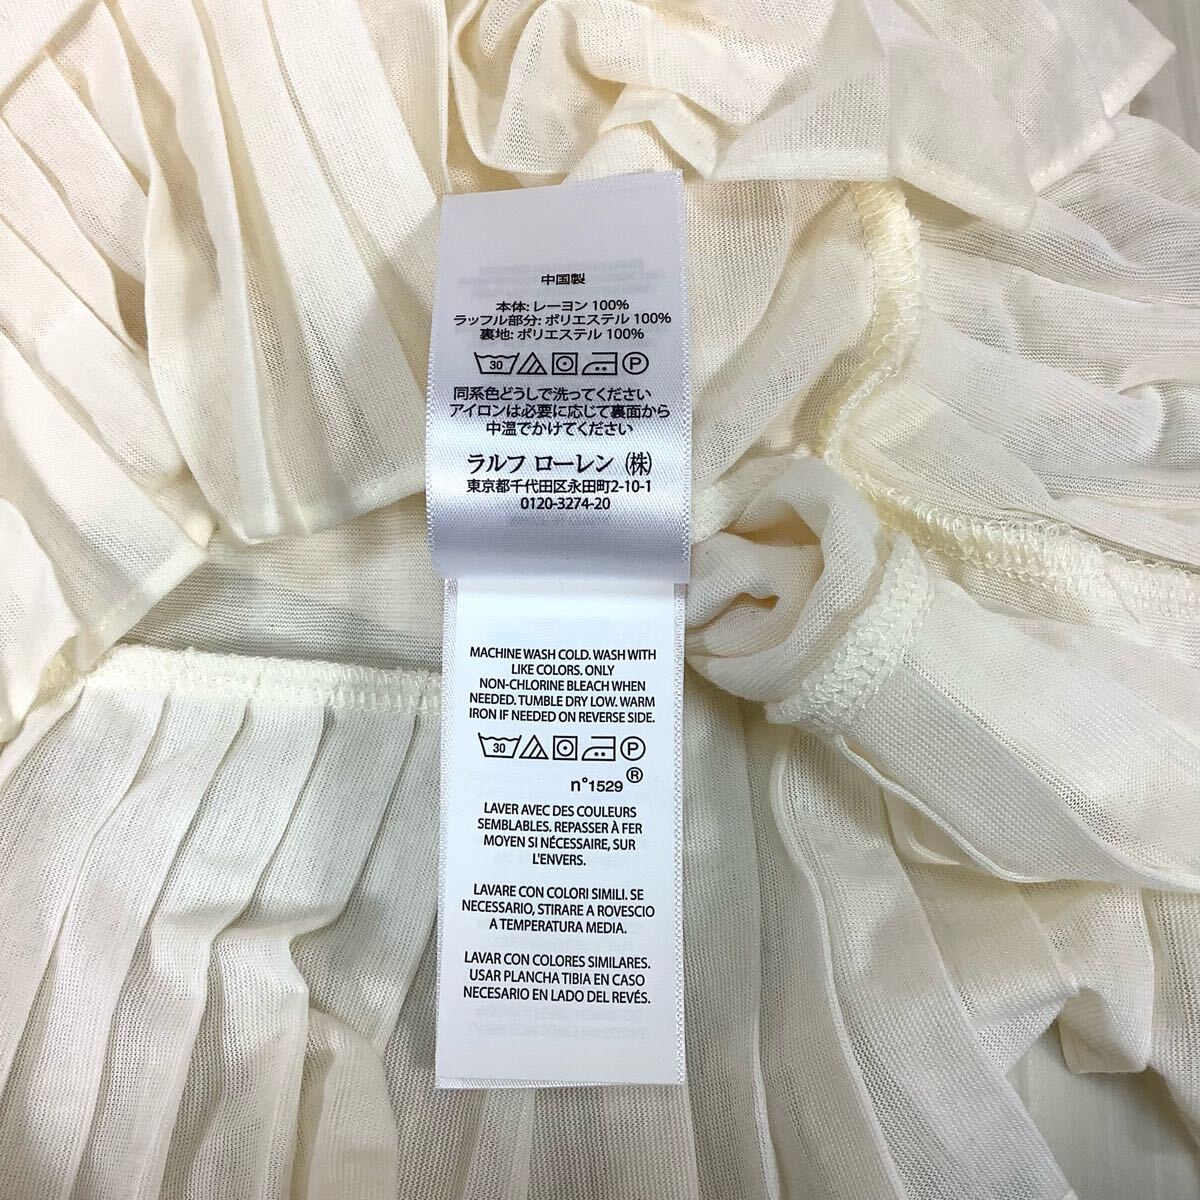 中国製
本体: レーヨン 100%
ラッフル部分: ポリエステル 100%
裏地: ポリエステル 100%
30 P
同系色どうしで洗ってください
アイロンは必要に応じて裏面から
中温でかけてください
ラルフ ローレン (株)
東京都千代田区永田町2-10-1
0120-3274-20
MACHINE WASH COLD. WASH WITH
LIKE COLORS. ONLY
NON-CHLORINE BLEACH WHEN
NEEDED. TUMBLE DRY LOW. WARM
IRON IF NEEDED ON REVERSE SIDE.
30 P
n°1529 ®
LAVER AVEC DES COULEURS
SEMBLABLES. REPASSER À FER
MOYEN SI NÉCESSAIRE, SUR
L'ENVERS.
LAVARE CON COLORI SIMILI. SE
NECESSARIO, STIRARE A ROVESCIO
A TEMPERATURA MEDIA.
LAVAR CON COLORES SIMILARES.
USAR PLANCHA TIBIA EN CASO
NECESARIO EN LADO DEL REVÉS.